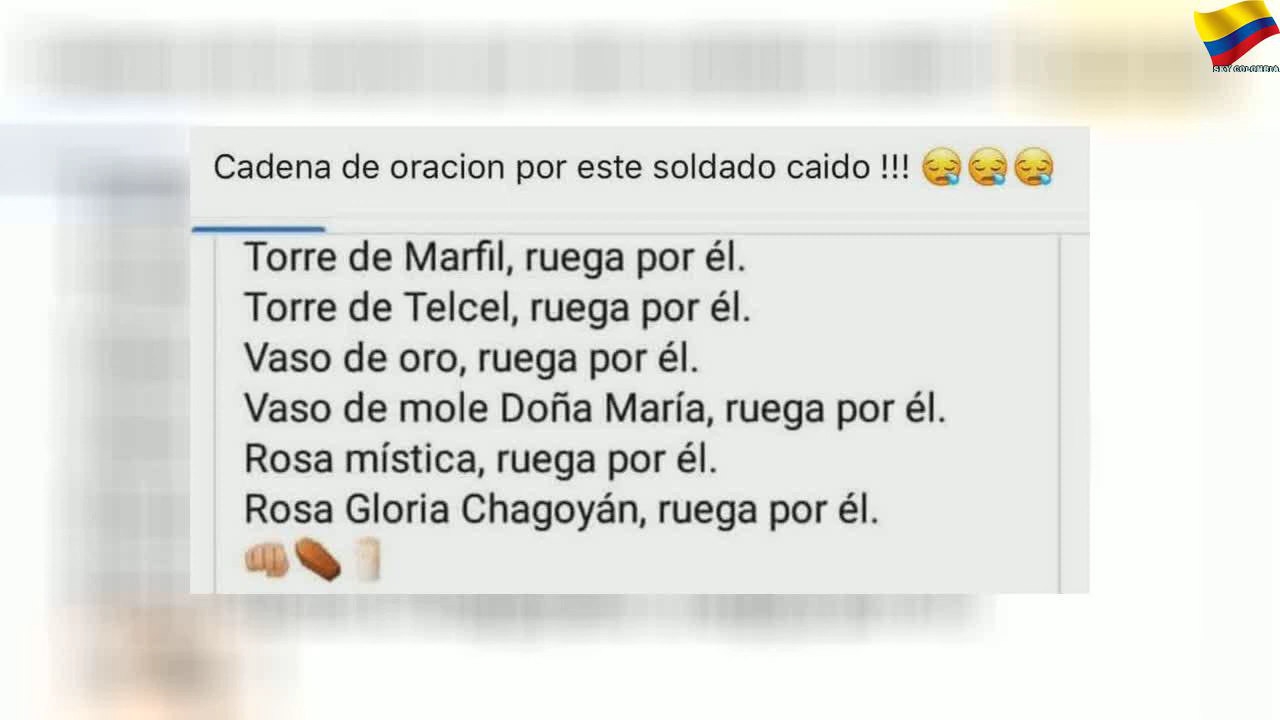 SKY COLOMBIA
Cadena de oracion por este soldado caido !!! 😪😪😪
Torre de Marfil, ruega por él.
Torre de Telcel, ruega por él.
Vaso de oro, ruega por él.
Vaso de mole Doña María, ruega por él.
Rosa mística, ruega por él.
Rosa Gloria Chagoyán, ruega por él.
👊⚰️🥛